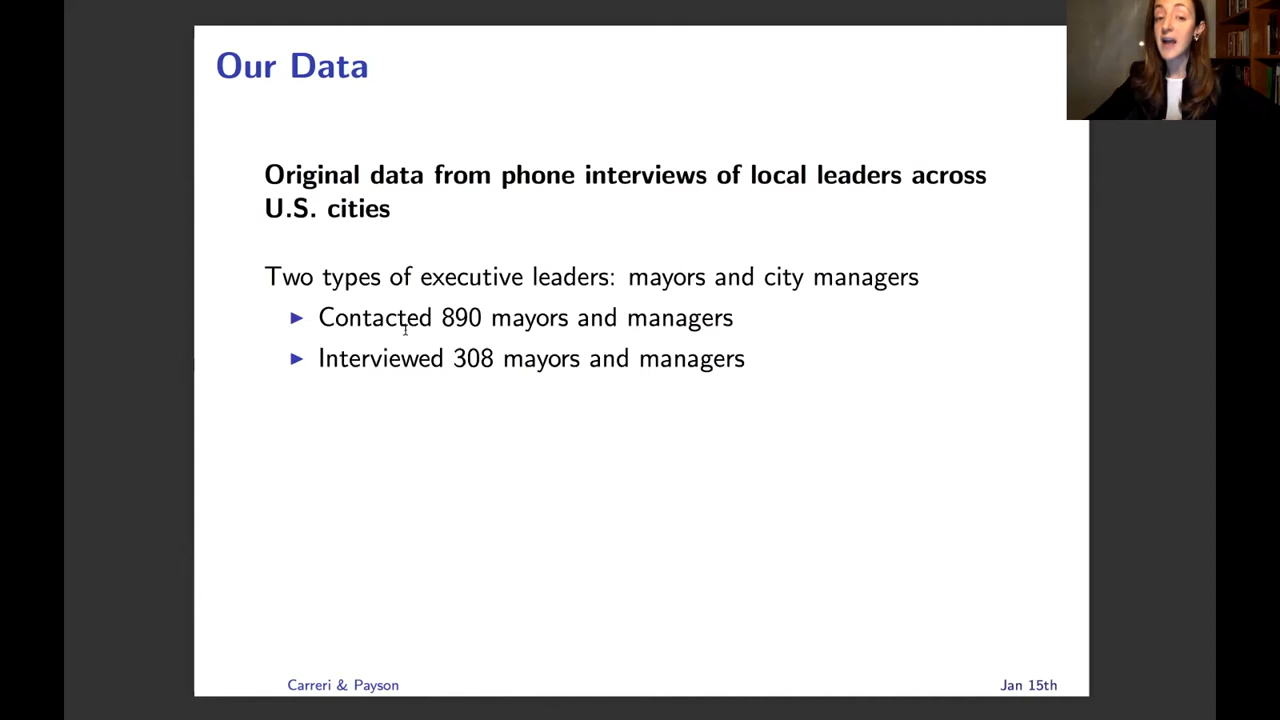 Our Data
Original data from phone interviews of local leaders across
U.S. cities
Two types of executive leaders: mayors and city managers
▶ Contacted 890 mayors and managers
▶ Interviewed 308 mayors and managers
Carreri & Payson
Jan 15th